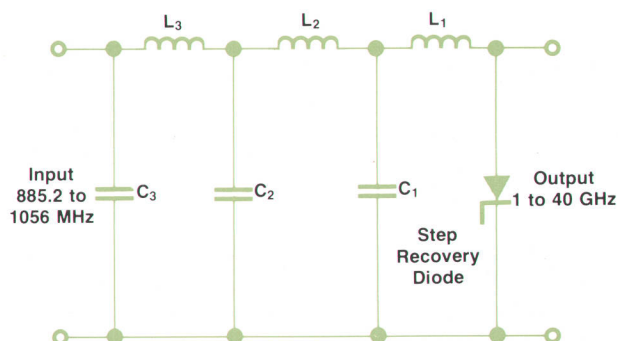 L3
L2
L1
Input
885.2 to
1056 MHz
C3
C2
C1
Step
Recovery
Diode
Output
1 to 40 GHz